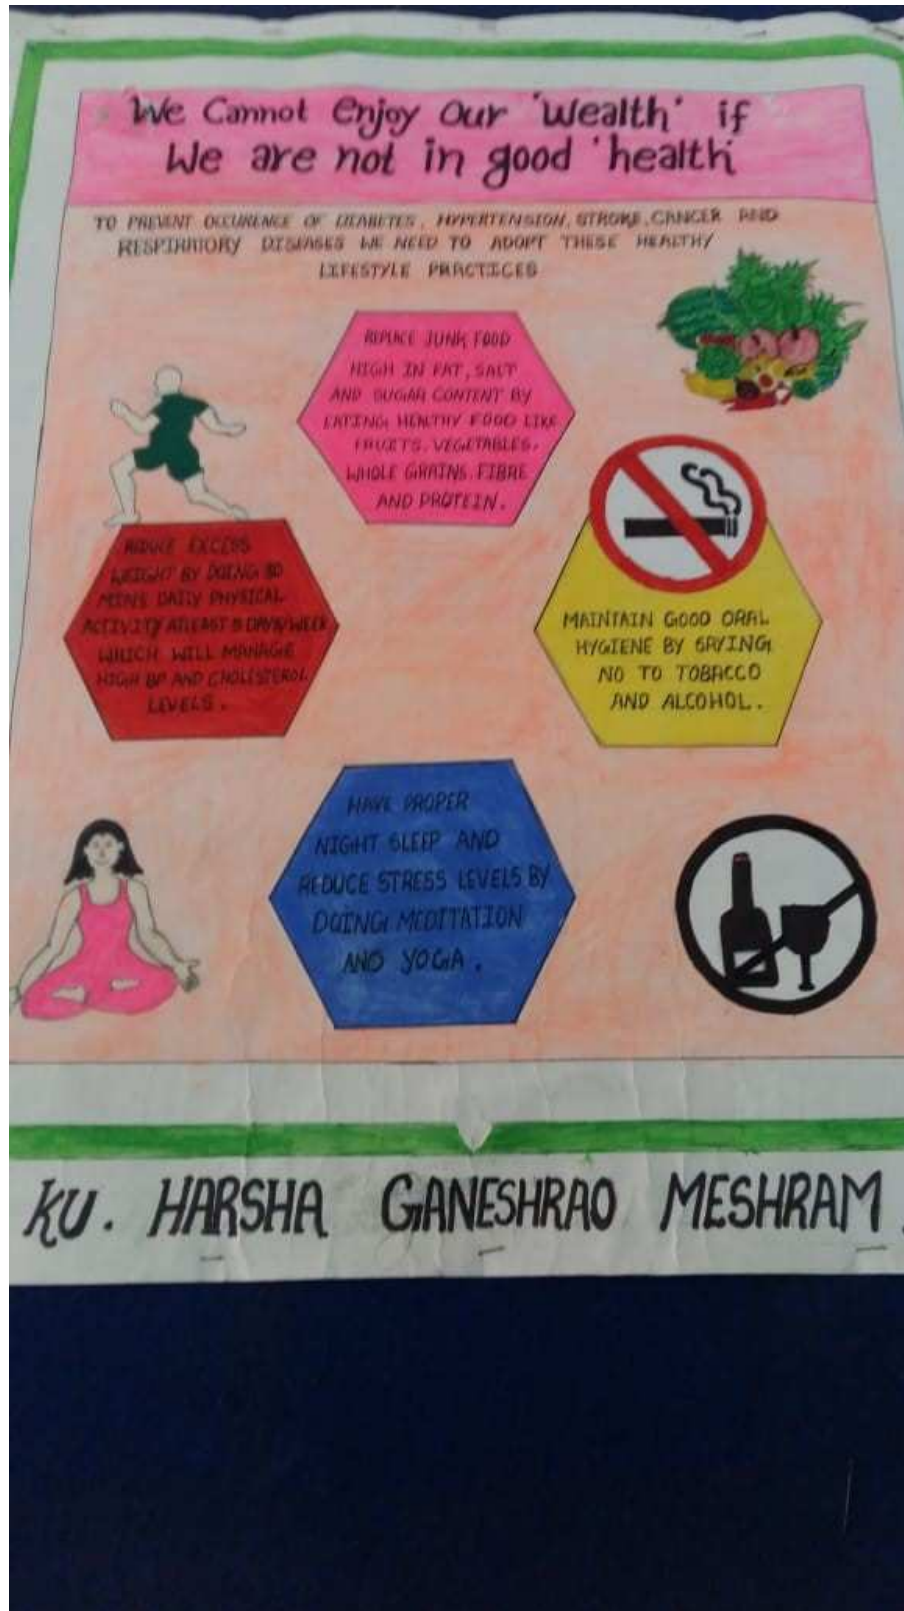 We Cannot Enjoy Our 'Wealth' if
We are not in good 'health'
TO PREVENT OCCURENCE OF DIABETES, HYPERTENSION, STROKE, CANCER AND
RESPIRATORY DISEASES WE NEED TO ADOPT THESE HEALTHY
LIFESTYLE PRACTICES
REPLACE JUNK FOOD
HIGH IN FAT, SALT
AND SUGAR CONTENT BY
EATING HEALTHY FOOD LIKE
FRUITS, VEGETABLES,
WHOLE GRAINS, FIBRE
AND PROTEIN.
REDUCE EXCESS
WEIGHT BY DOING 30
MINS DAILY PHYSICAL
ACTIVITY ATLEAST 5 DAYS/WEEK
WHICH WILL MANAGE
HIGH BP AND CHOLESTEROL
LEVELS.
MAINTAIN GOOD ORAL
HYGIENE BY SAYING
NO TO TOBACCO
AND ALCOHOL.
HAVE PROPER
NIGHT SLEEP AND
REDUCE STRESS LEVELS BY
DOING MEDITATION
AND YOGA.
KU. HARSHA GANESHRAO MESHRAM.